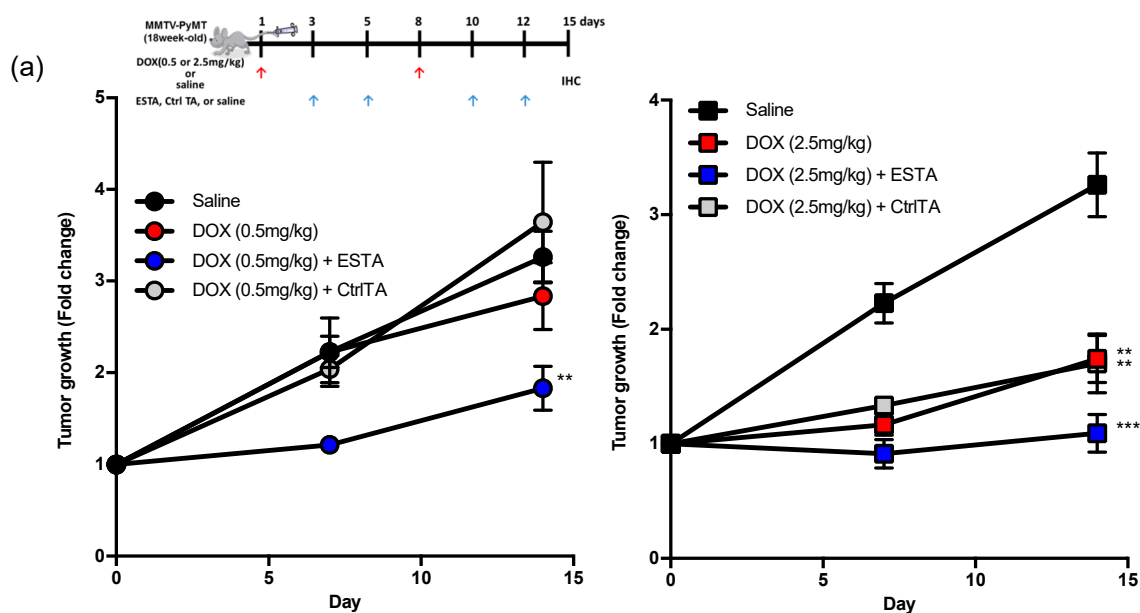 (a)
MMTV-PyMT
(18week-old)
1 3 5 8 10 12 15 days
DOX(0.5 or 2.5mg/kg)
or
saline
IHC
ESTA, Ctrl TA, or saline
Tumor growth (Fold change)
5
4
3
2
1
0
Saline
DOX (0.5mg/kg)
DOX (0.5mg/kg) + ESTA
DOX (0.5mg/kg) + CtrlTA
**
0 5 10 15
Day
Tumor growth (Fold change)
4
3
2
1
0
Saline
DOX (2.5mg/kg)
DOX (2.5mg/kg) + ESTA
DOX (2.5mg/kg) + CtrlTA
**
**
***
0 5 10 15
Day